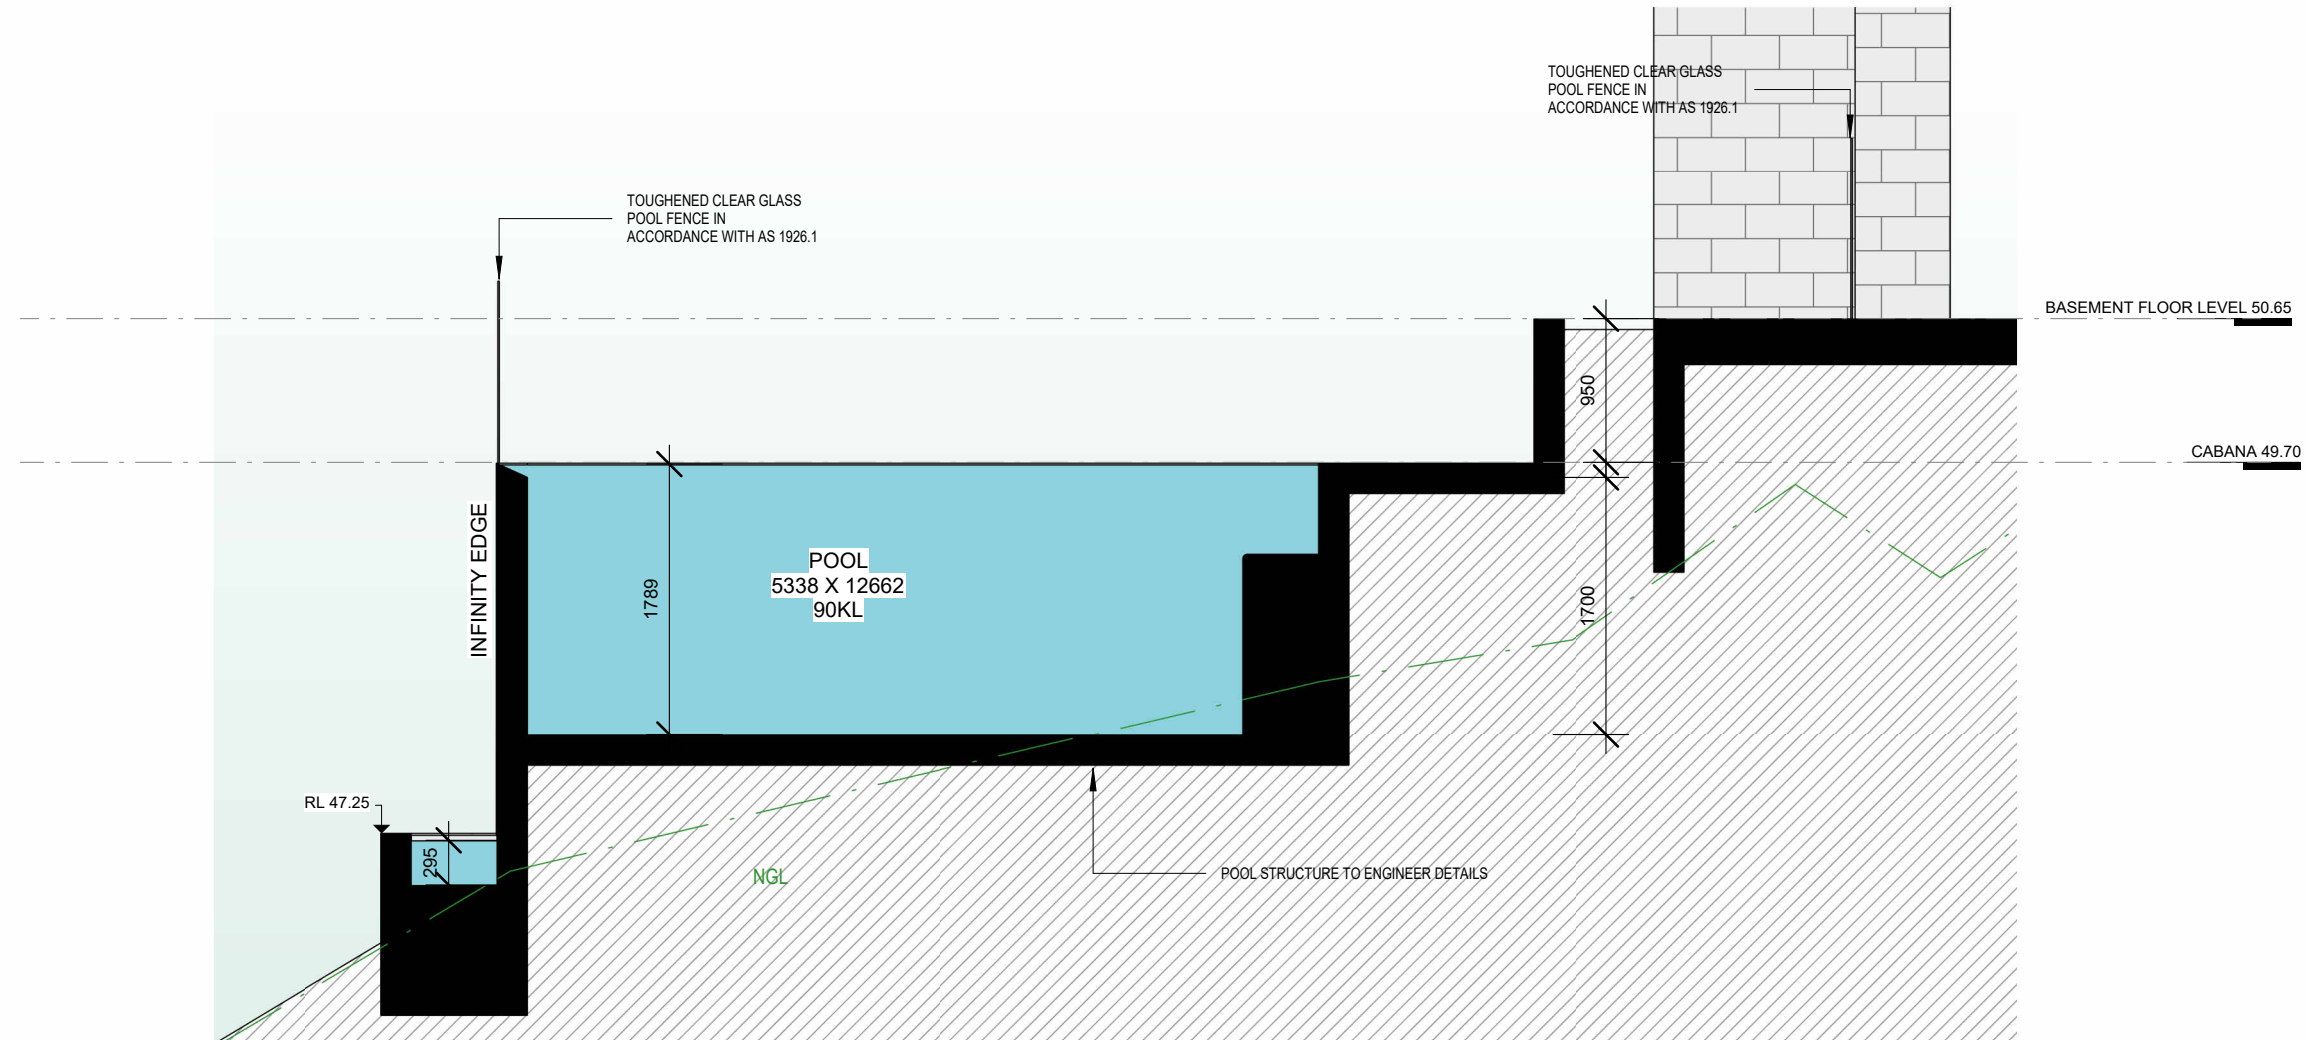 TOUGHENED CLEAR GLASS
POOL FENCE IN
ACCORDANCE WITH AS 1926.1
TOUGHENED CLEAR GLASS
POOL FENCE IN
ACCORDANCE WITH AS 1926.1
BASEMENT FLOOR LEVEL 50.65
950
CABANA 49.70
INFINITY EDGE
POOL
5338 X 12662
90KL
1789
1700
RL 47.25
295
NGL
POOL STRUCTURE TO ENGINEER DETAILS